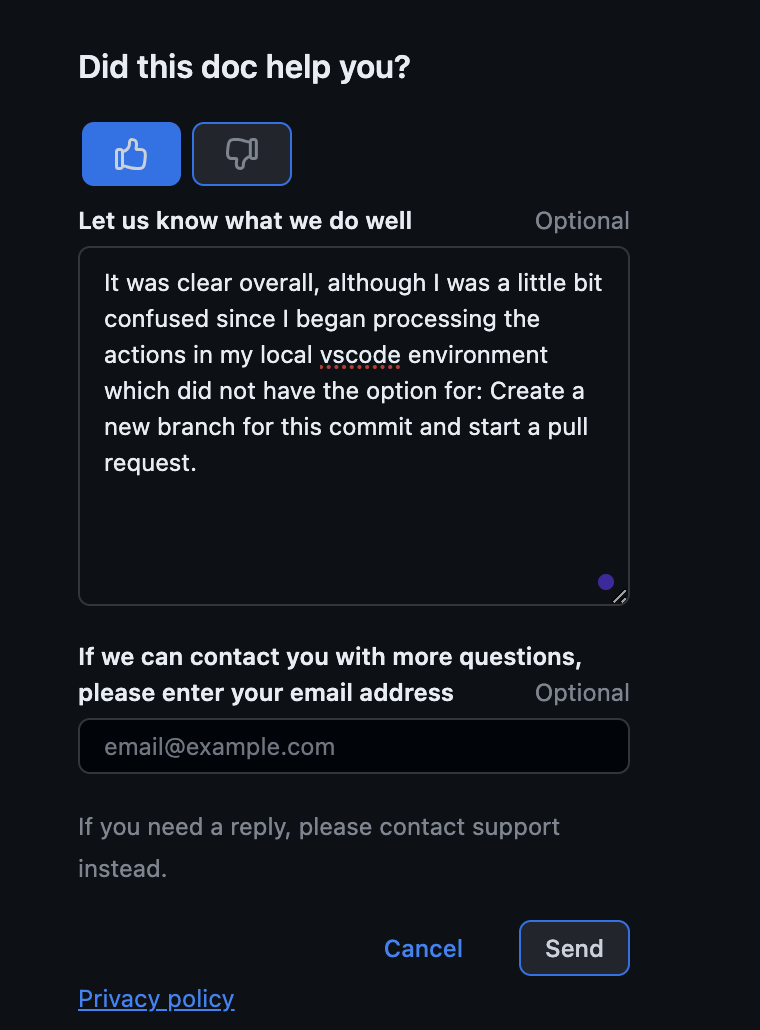 Did this doc help you?
Let us know what we do well Optional
It was clear overall, although I was a little bit
confused since I began processing the
actions in my local vscode environment
which did not have the option for: Create a
new branch for this commit and start a pull
request.
If we can contact you with more questions,
please enter your email address Optional
email@example.com
If you need a reply, please contact support
instead.
Cancel Send
Privacy policy